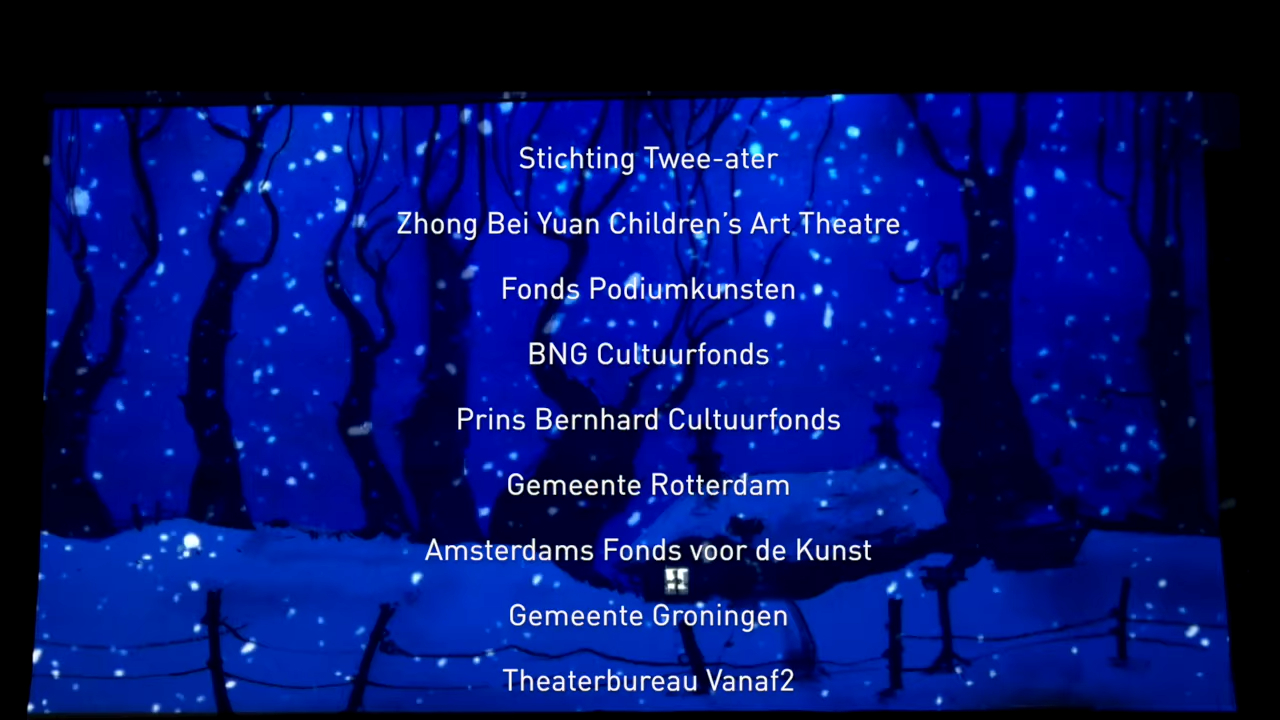 Stichting Twee-ater
Zhong Bei Yuan Children's Art Theatre
Fonds Podiumkunsten
BNG Cultuurfonds
Prins Bernhard Cultuurfonds
Gemeente Rotterdam
Amsterdams Fonds voor de Kunst
Gemeente Groningen
Theaterbureau Vanaf2